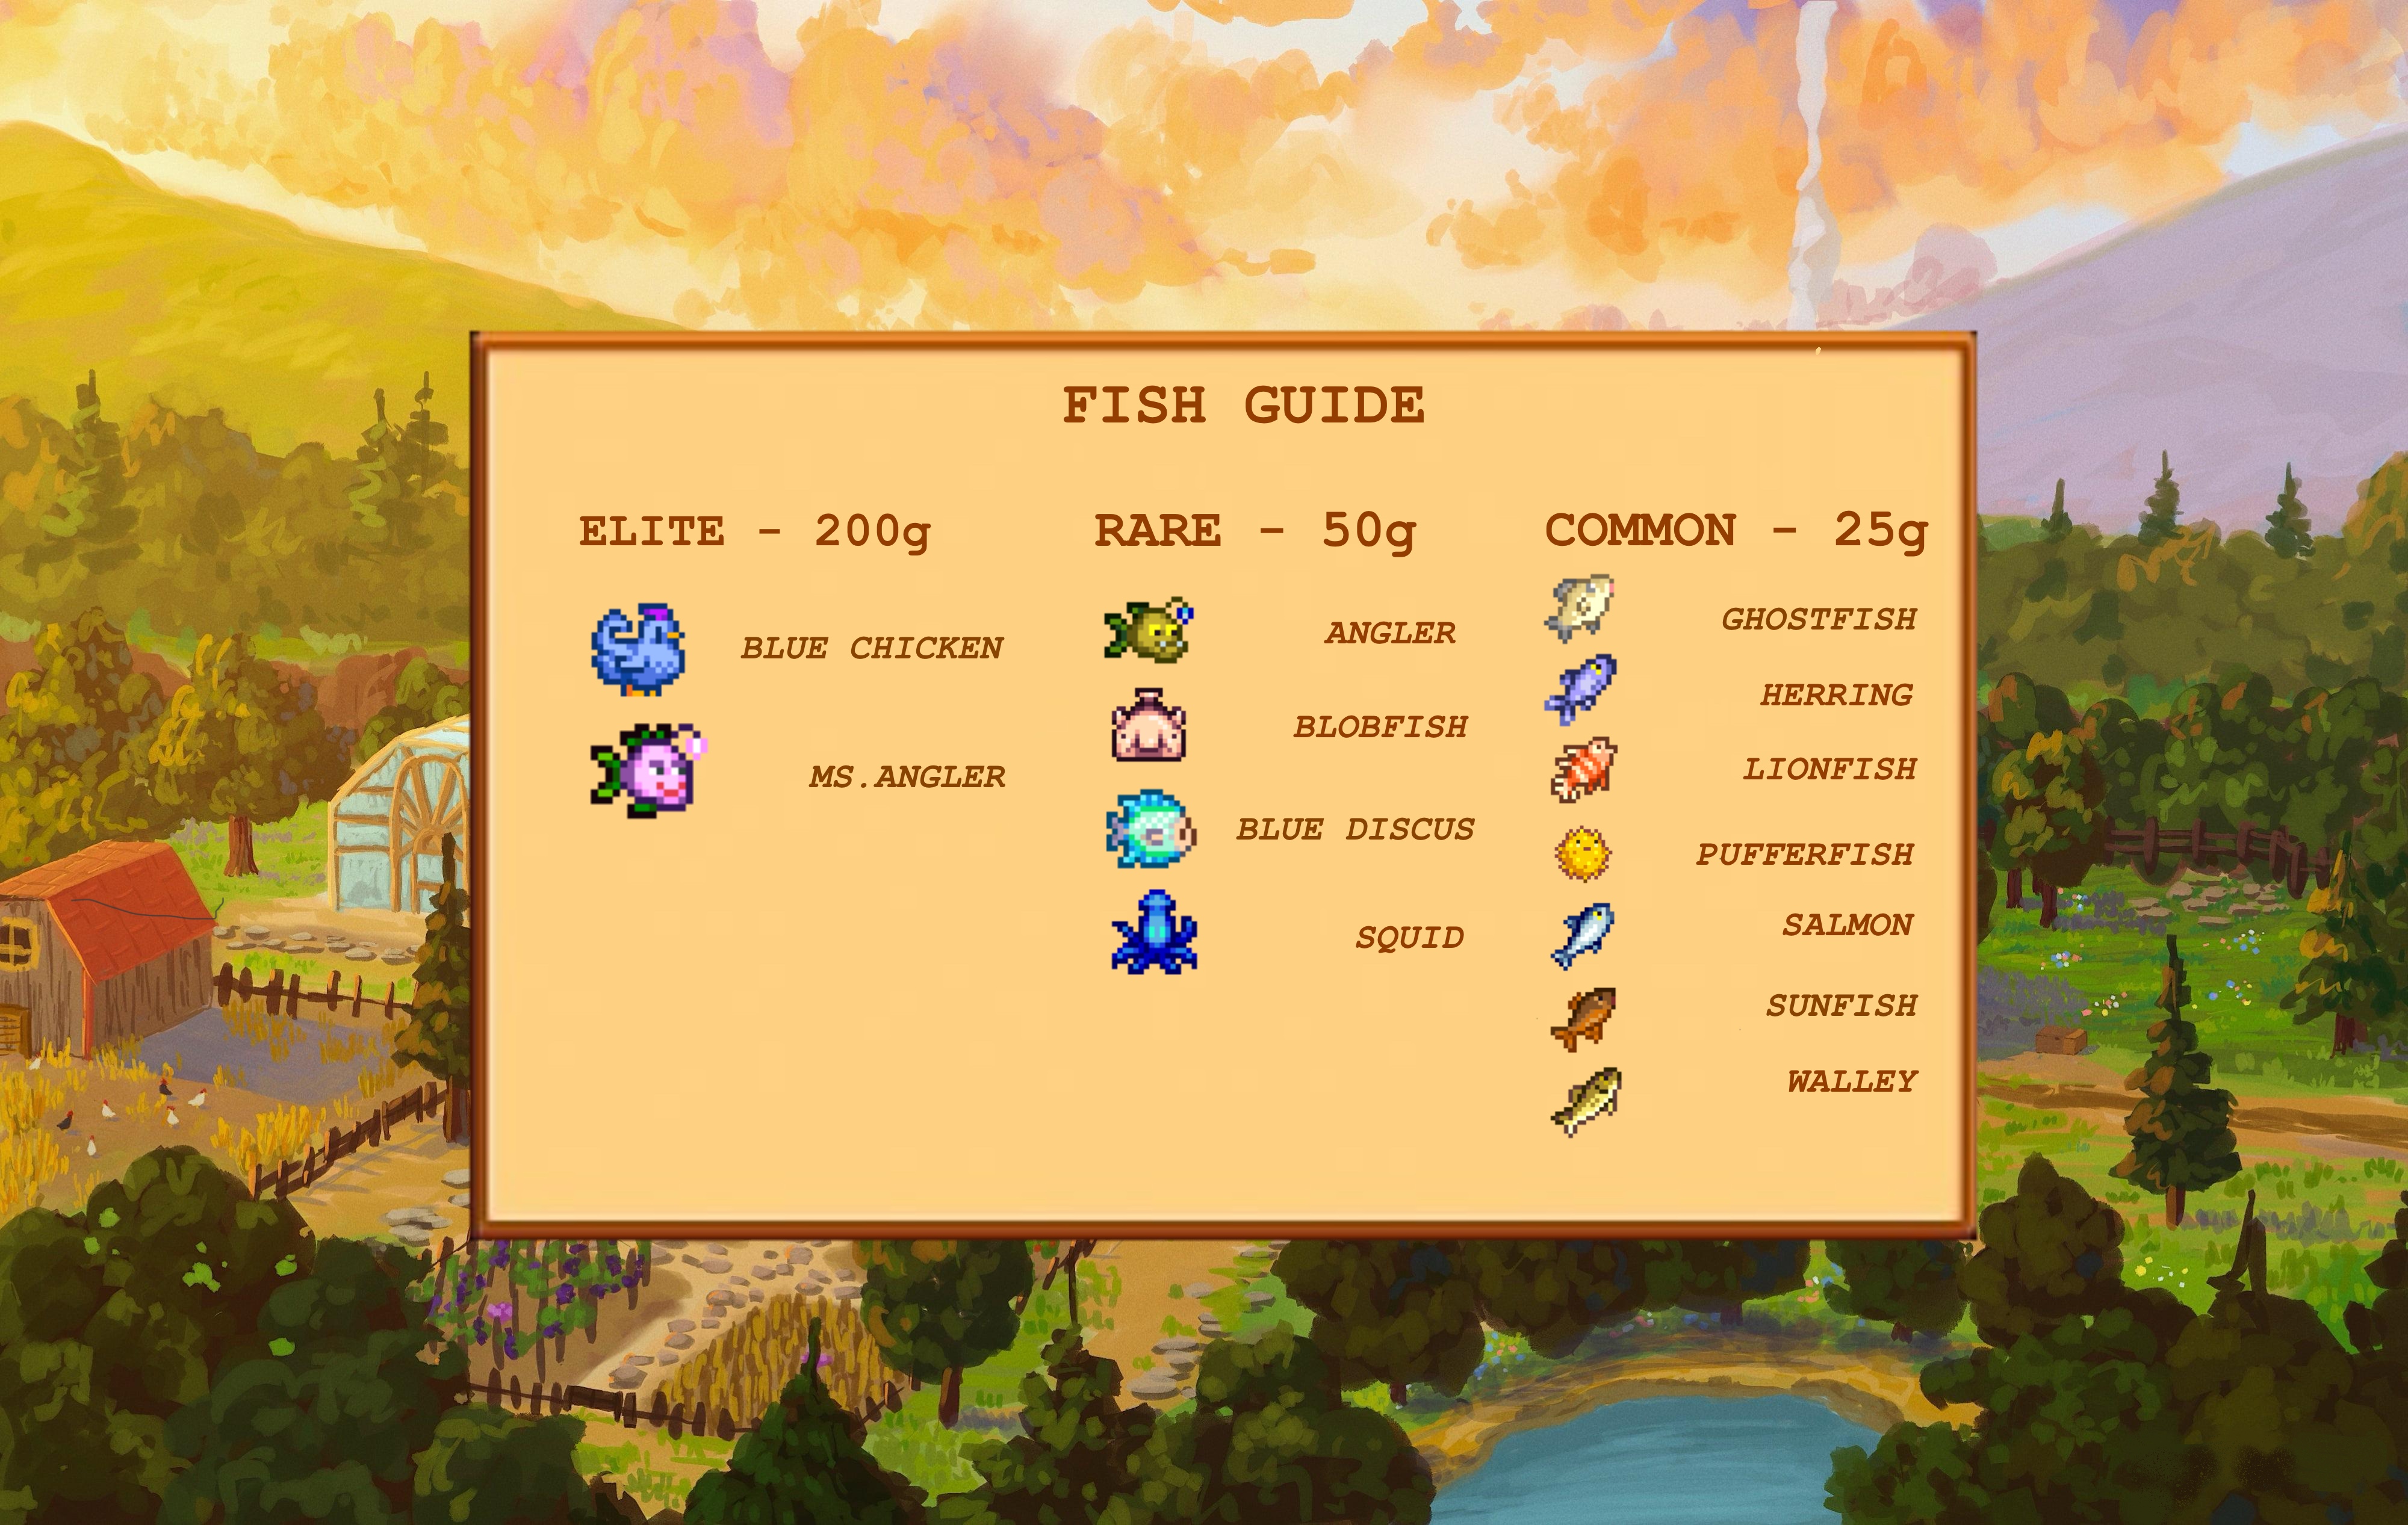 FISH GUIDE
ELITE - 200g
BLUE CHICKEN
MS.ANGLER
RARE - 50g
ANGLER
BLOBFISH
BLUE DISCUS
SQUID
COMMON - 25g
GHOSTFISH
HERRING
LIONFISH
PUFFERFISH
SALMON
SUNFISH
WALLEY